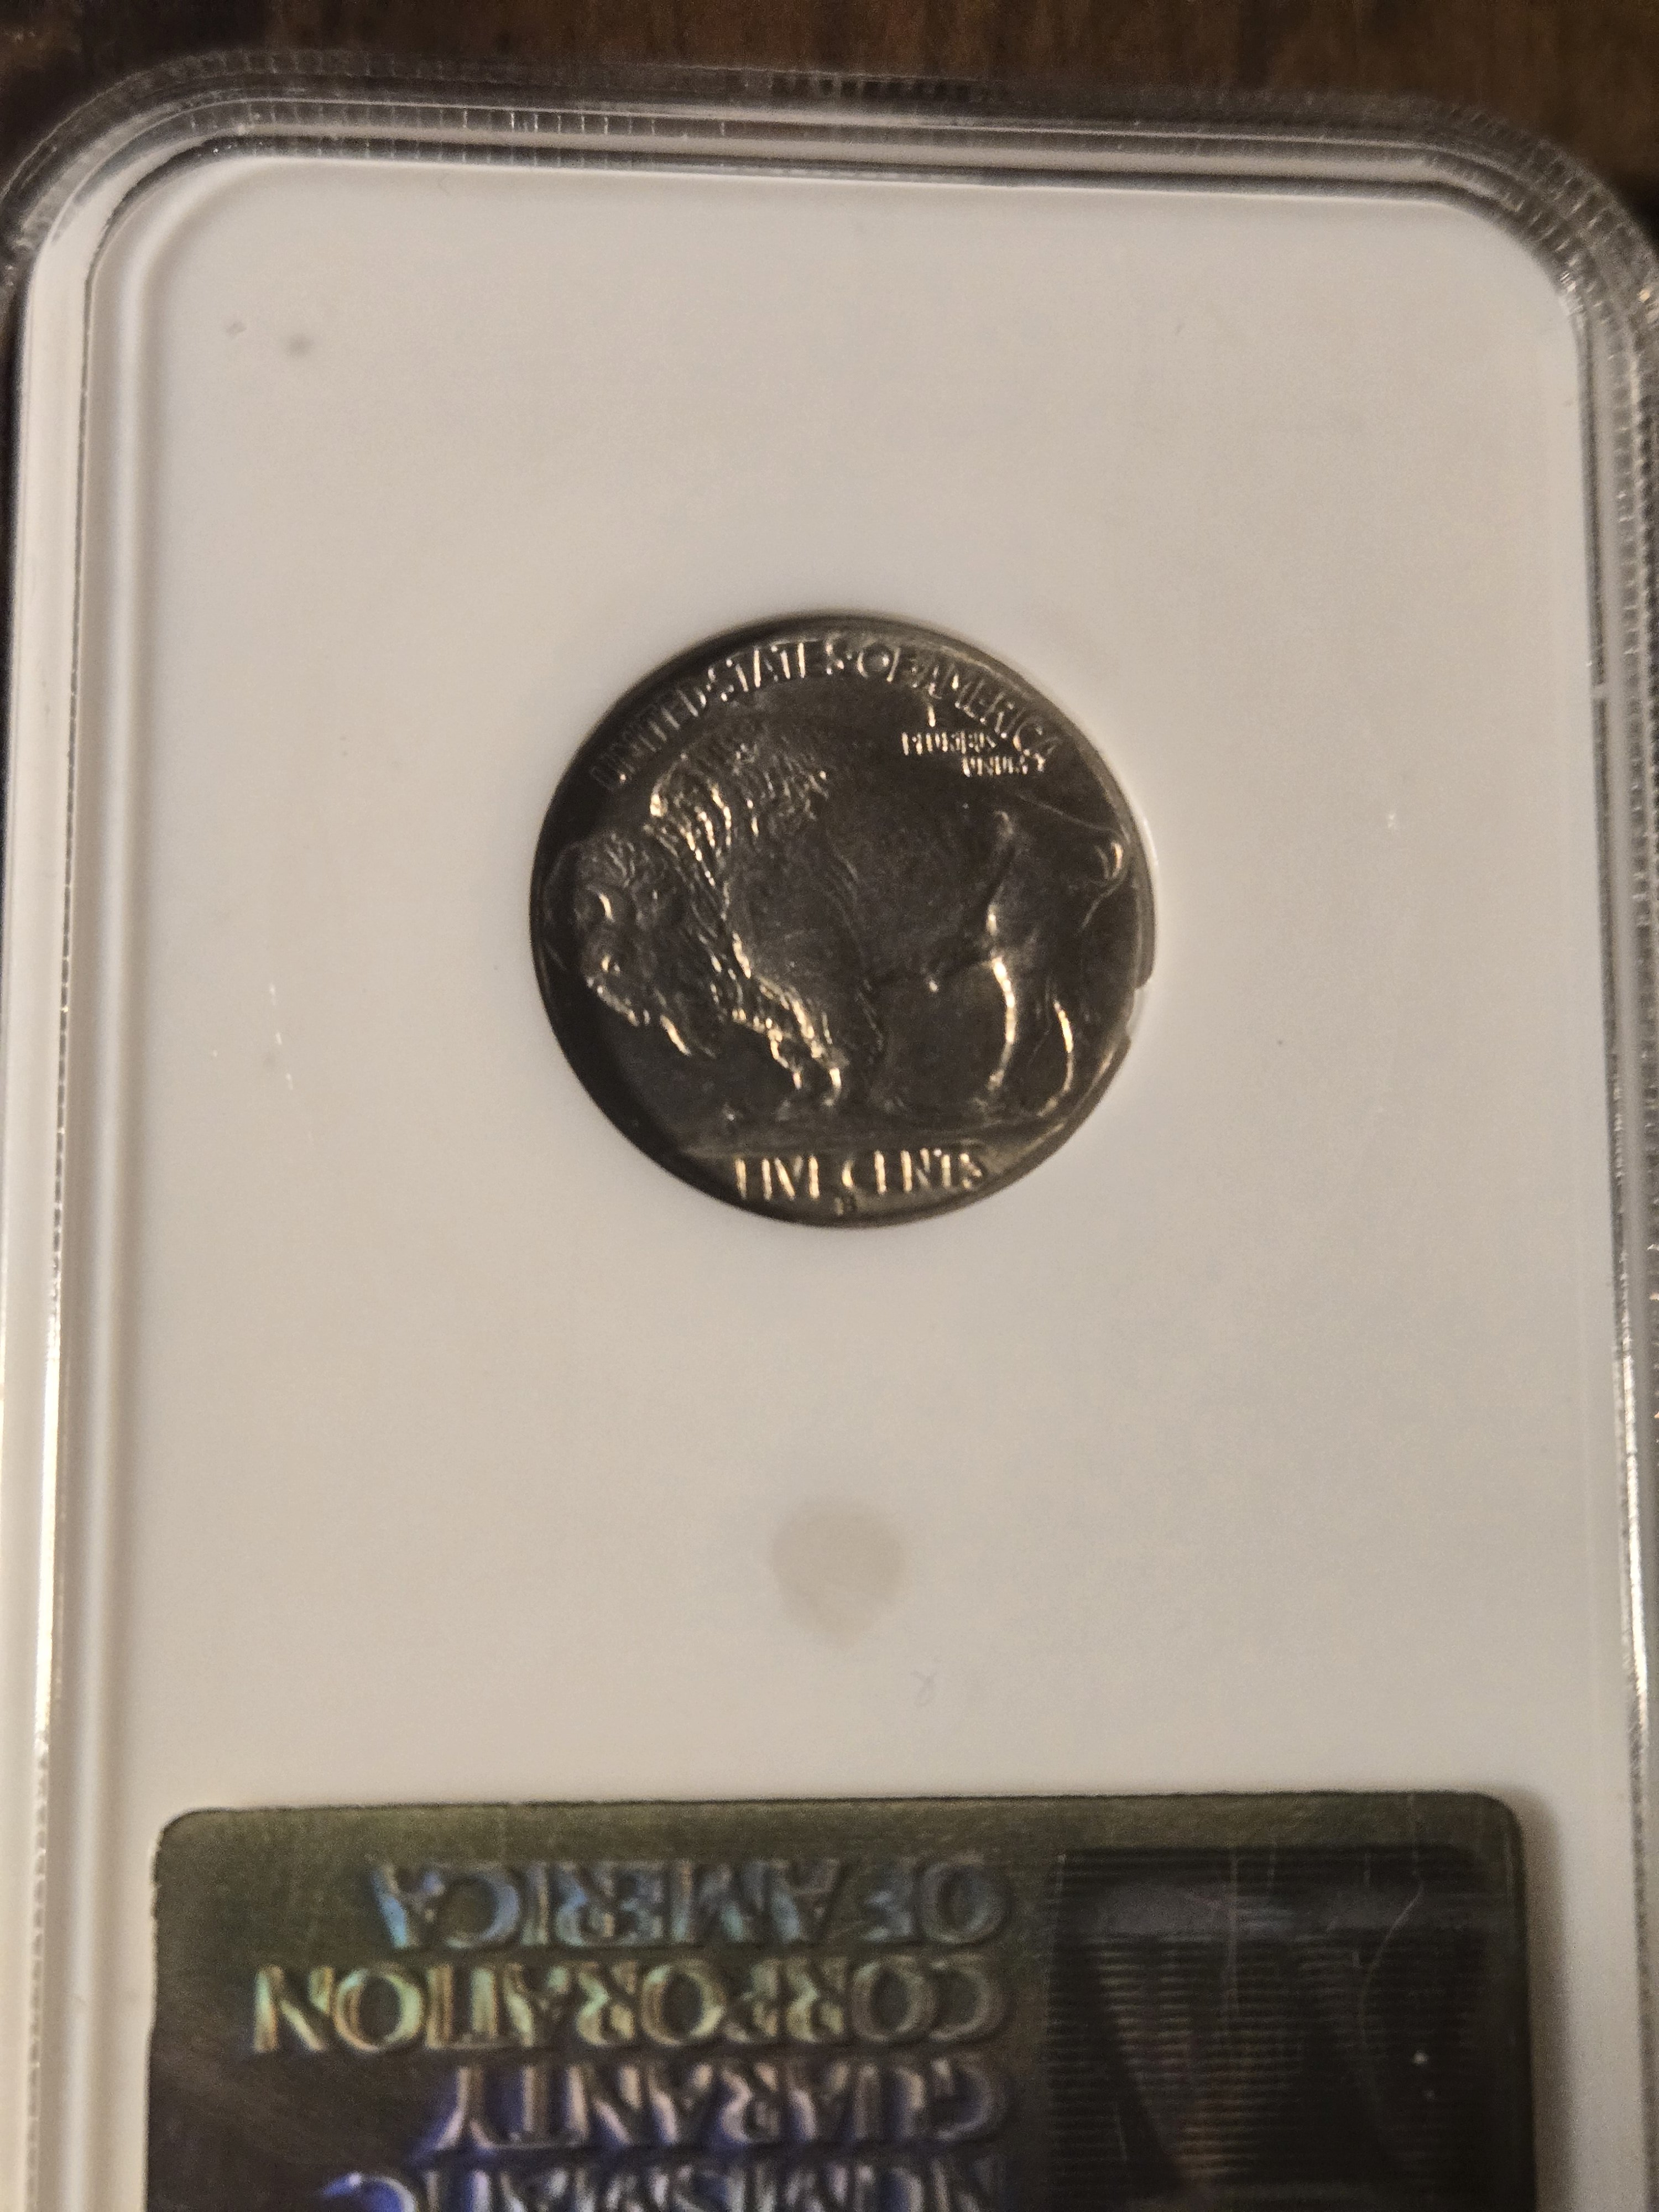 UNITED·STATES·OF·AMERICA
E
PLURIBUS
UNUM
FIVE CENTS
OF AMERICA
CORPORATION
GUARANTY
NUMISMATIC